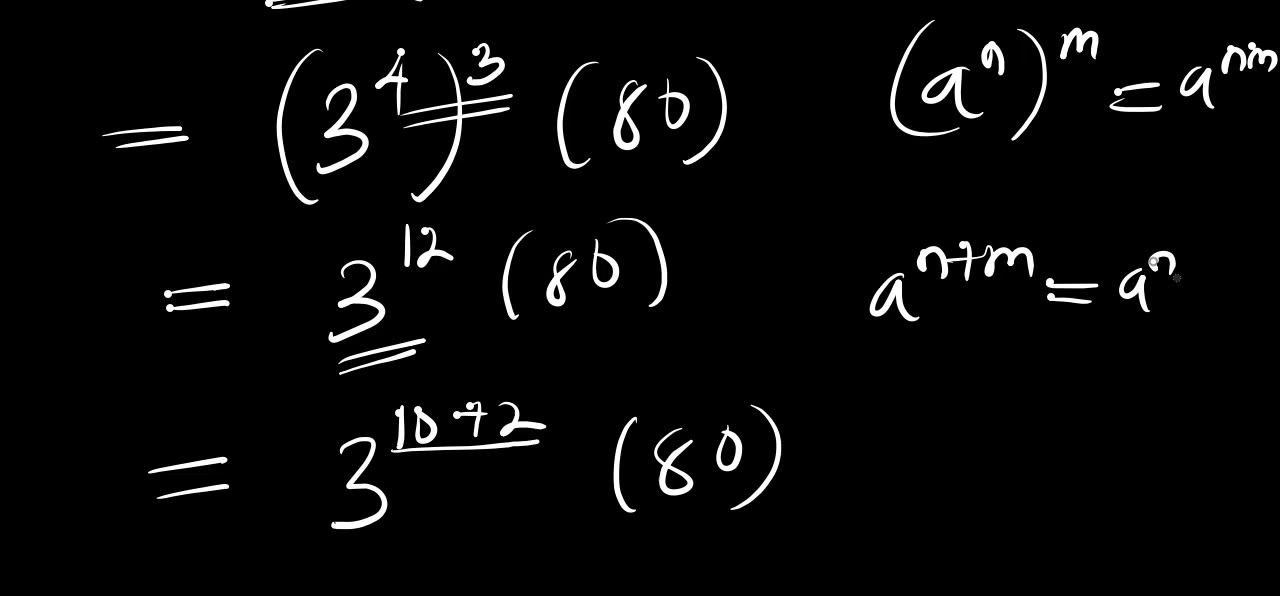 = (3⁴)³ (80) (aⁿ)ᵐ = aⁿᵐ
= 3¹² (80) aⁿ⁺ᵐ = aⁿ
= 3¹⁰⁺² (80)